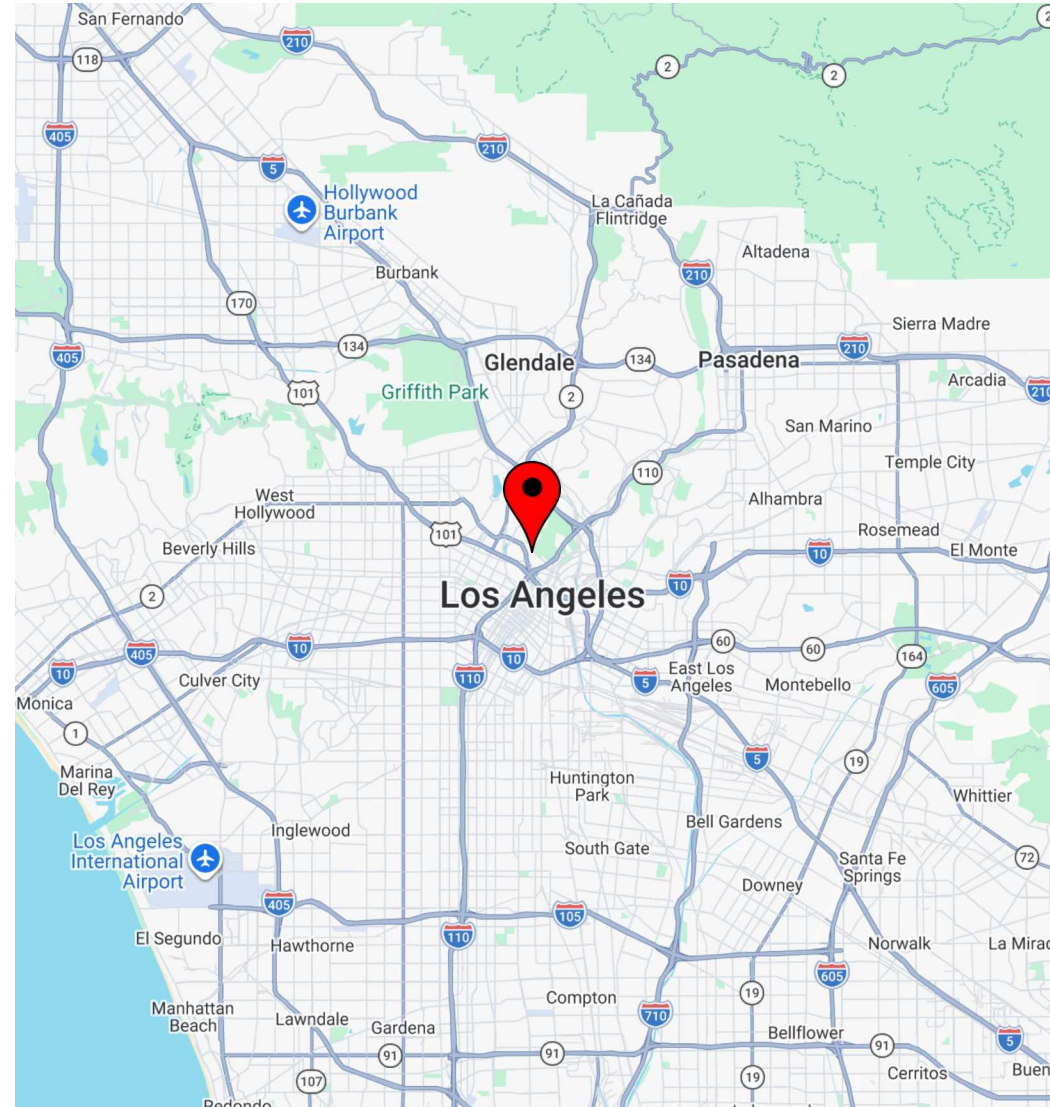 San Fernando
210
2
118
2
2
405
210
5
Hollywood
Burbank
Airport
La Cañada
Flintridge
Altadena
Burbank
210
170
Sierra Madre
134
210
405
Glendale
134
Pasadena
Arcadia
210
101
Griffith Park
2
San Marino
110
Temple City
West
Hollywood
Alhambra
101
Rosemead
Beverly Hills
10
El Monte
10
2
Los Angeles
60
405
10
10
60
164
10
110
5
East Los
Angeles
Montebello
605
Culver City
Monica
1
5
19
Marina
Del Rey
Huntington
Park
Whittier
Inglewood
Bell Gardens
Los Angeles
International
Airport
South Gate
Santa Fe
Springs
72
Downey
405
105
El Segundo
Hawthorne
110
Norwalk
La Mirac
605
Compton
19
Manhattan
Beach
Lawndale
Gardena
710
Bellflower
5
91
91
91
107
19
Cerritos
Buen
Redondo